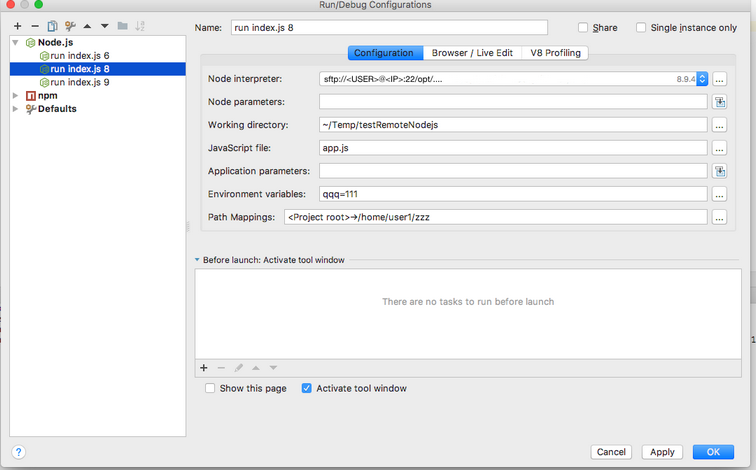 Run/Debug Configurations
Name: run index.js 8 Share Single instance only
Node.js
run index.js 6
run index.js 8
run index.js 9
npm
Defaults
Configuration Browser / Live Edit V8 Profiling
Node interpreter: sftp://<USER>@<IP>:22/opt/.... 8.9.4 ...
Node parameters:
Working directory: ~/Temp/testRemoteNodejs ...
JavaScript file: app.js ...
Application parameters:
Environment variables: qqq=111 ...
Path Mappings: <Project root>→/home/user1/zzz ...
Before launch: Activate tool window
There are no tasks to run before launch
Show this page Activate tool window
? Cancel Apply OK